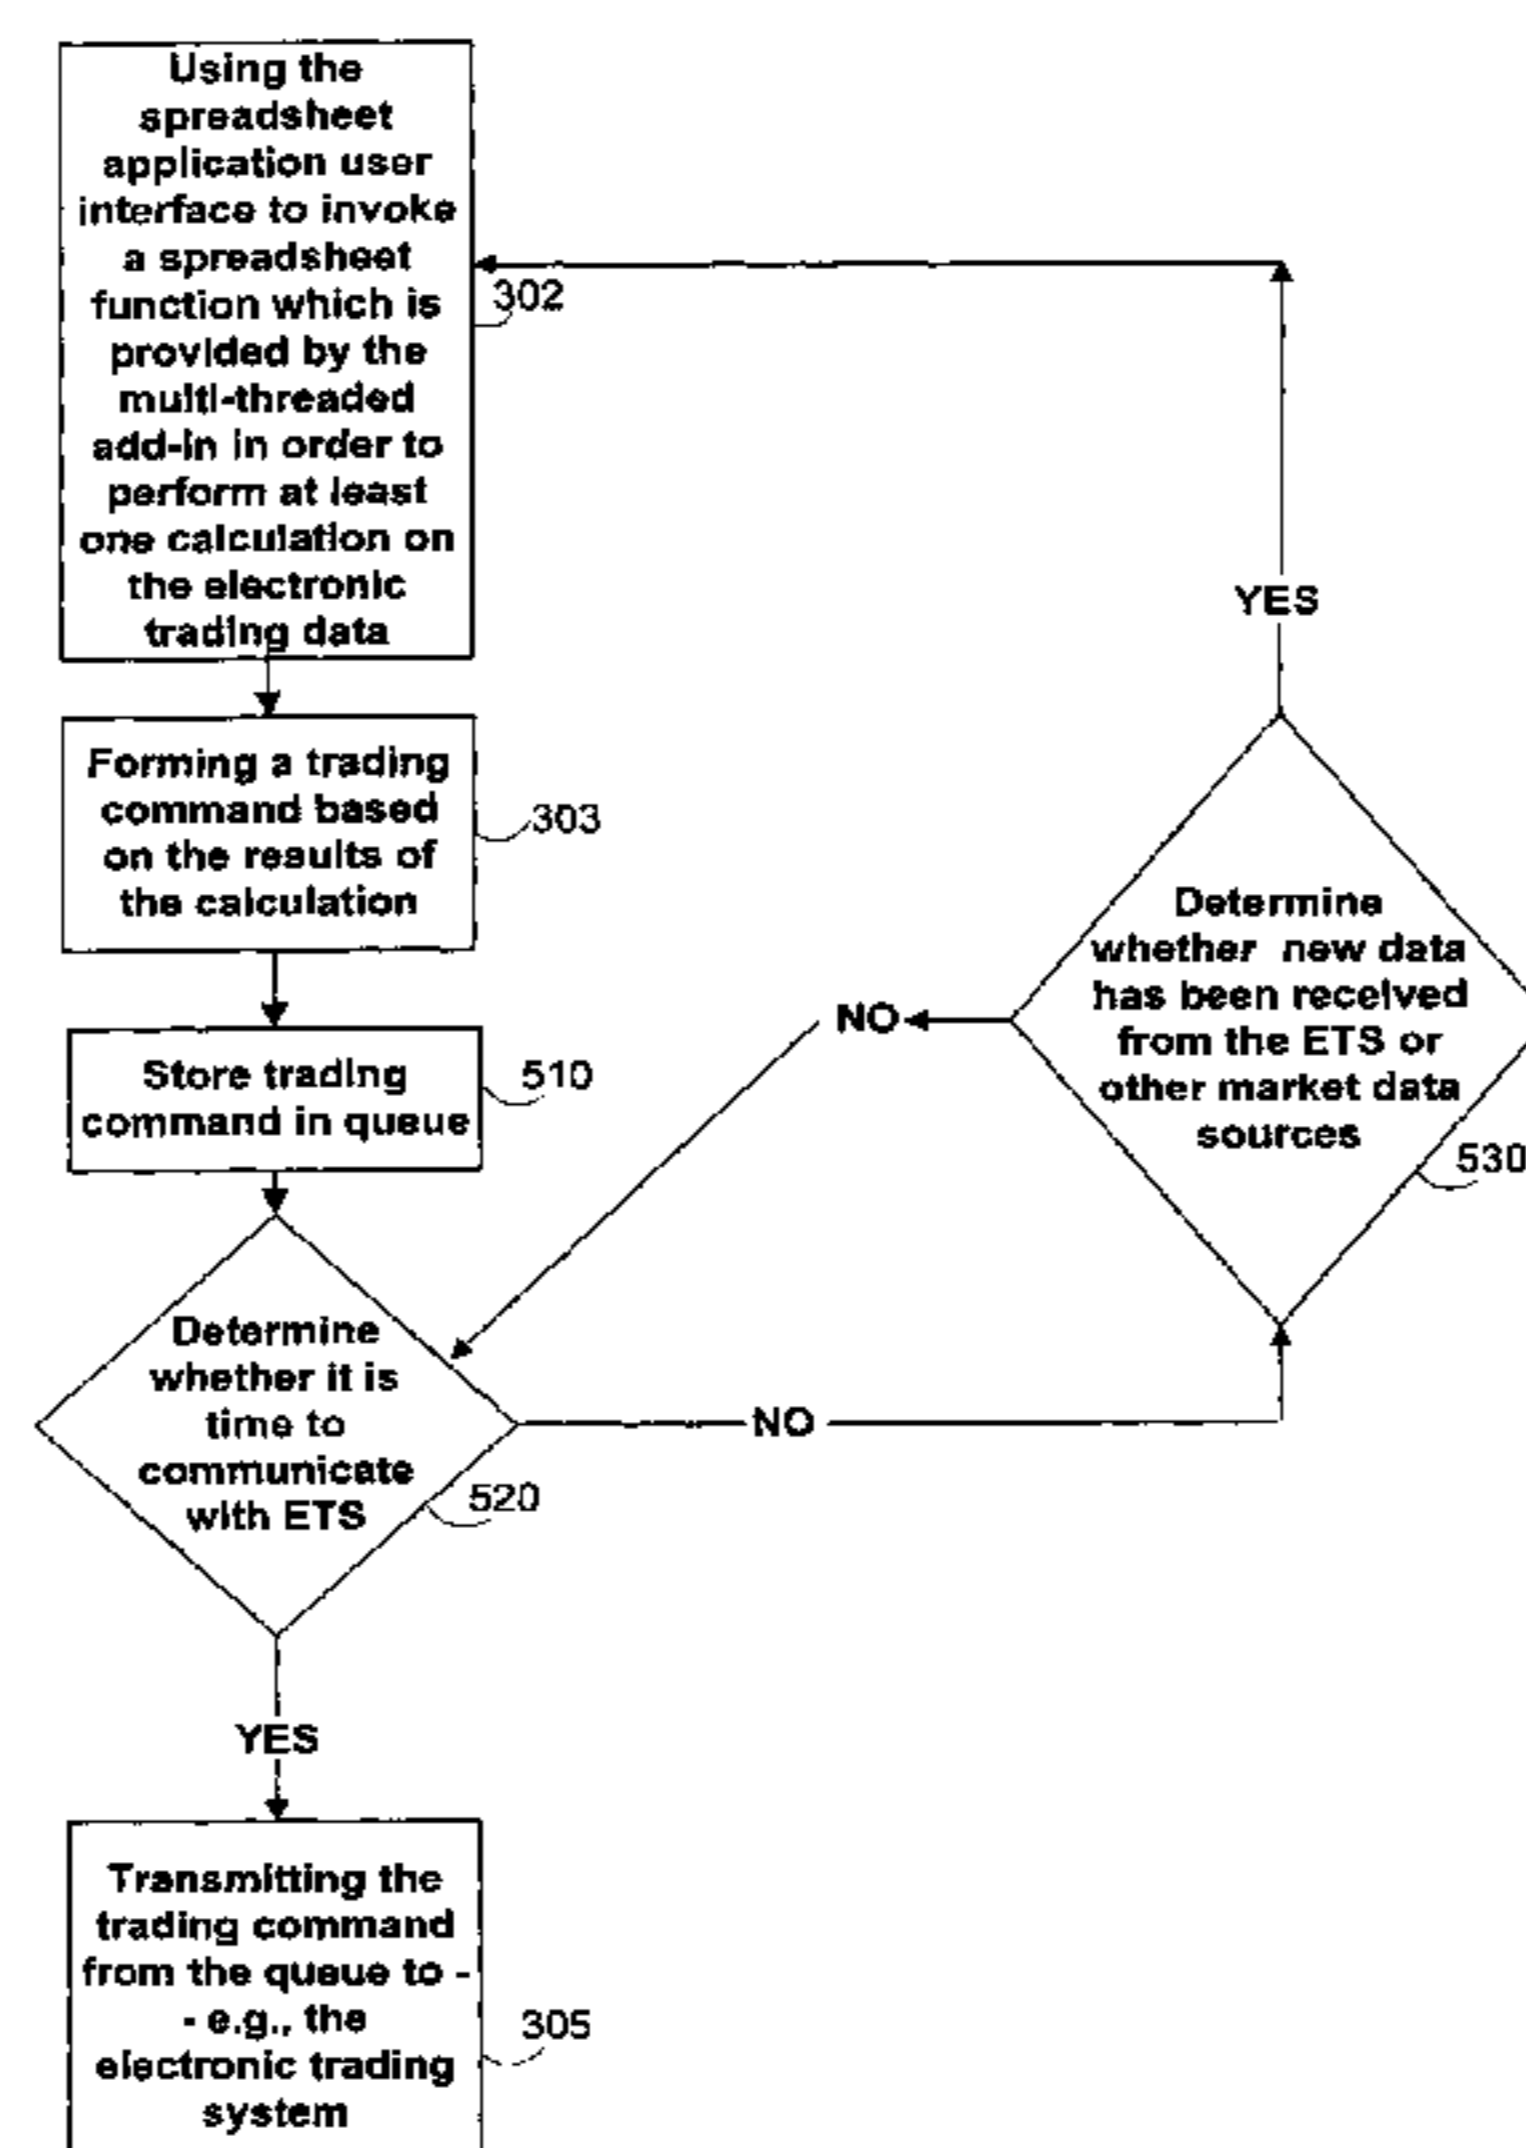 Using the
spreadsheet
application user
interface to invoke
a spreadsheet
function which is
provided by the
multi-threaded
add-in in order to
perform at least
one calculation on
the electronic
trading data
302
Forming a trading
command based
on the results of
the calculation
303
Store trading
command in queue
510
Determine
whether it is
time to
communicate
with ETS
520
NO
YES
Determine
whether new data
has been received
from the ETS or
other market data
sources
530
NO
YES
Transmitting the
trading command
from the queue to -
- e.g., the
electronic trading
system
305